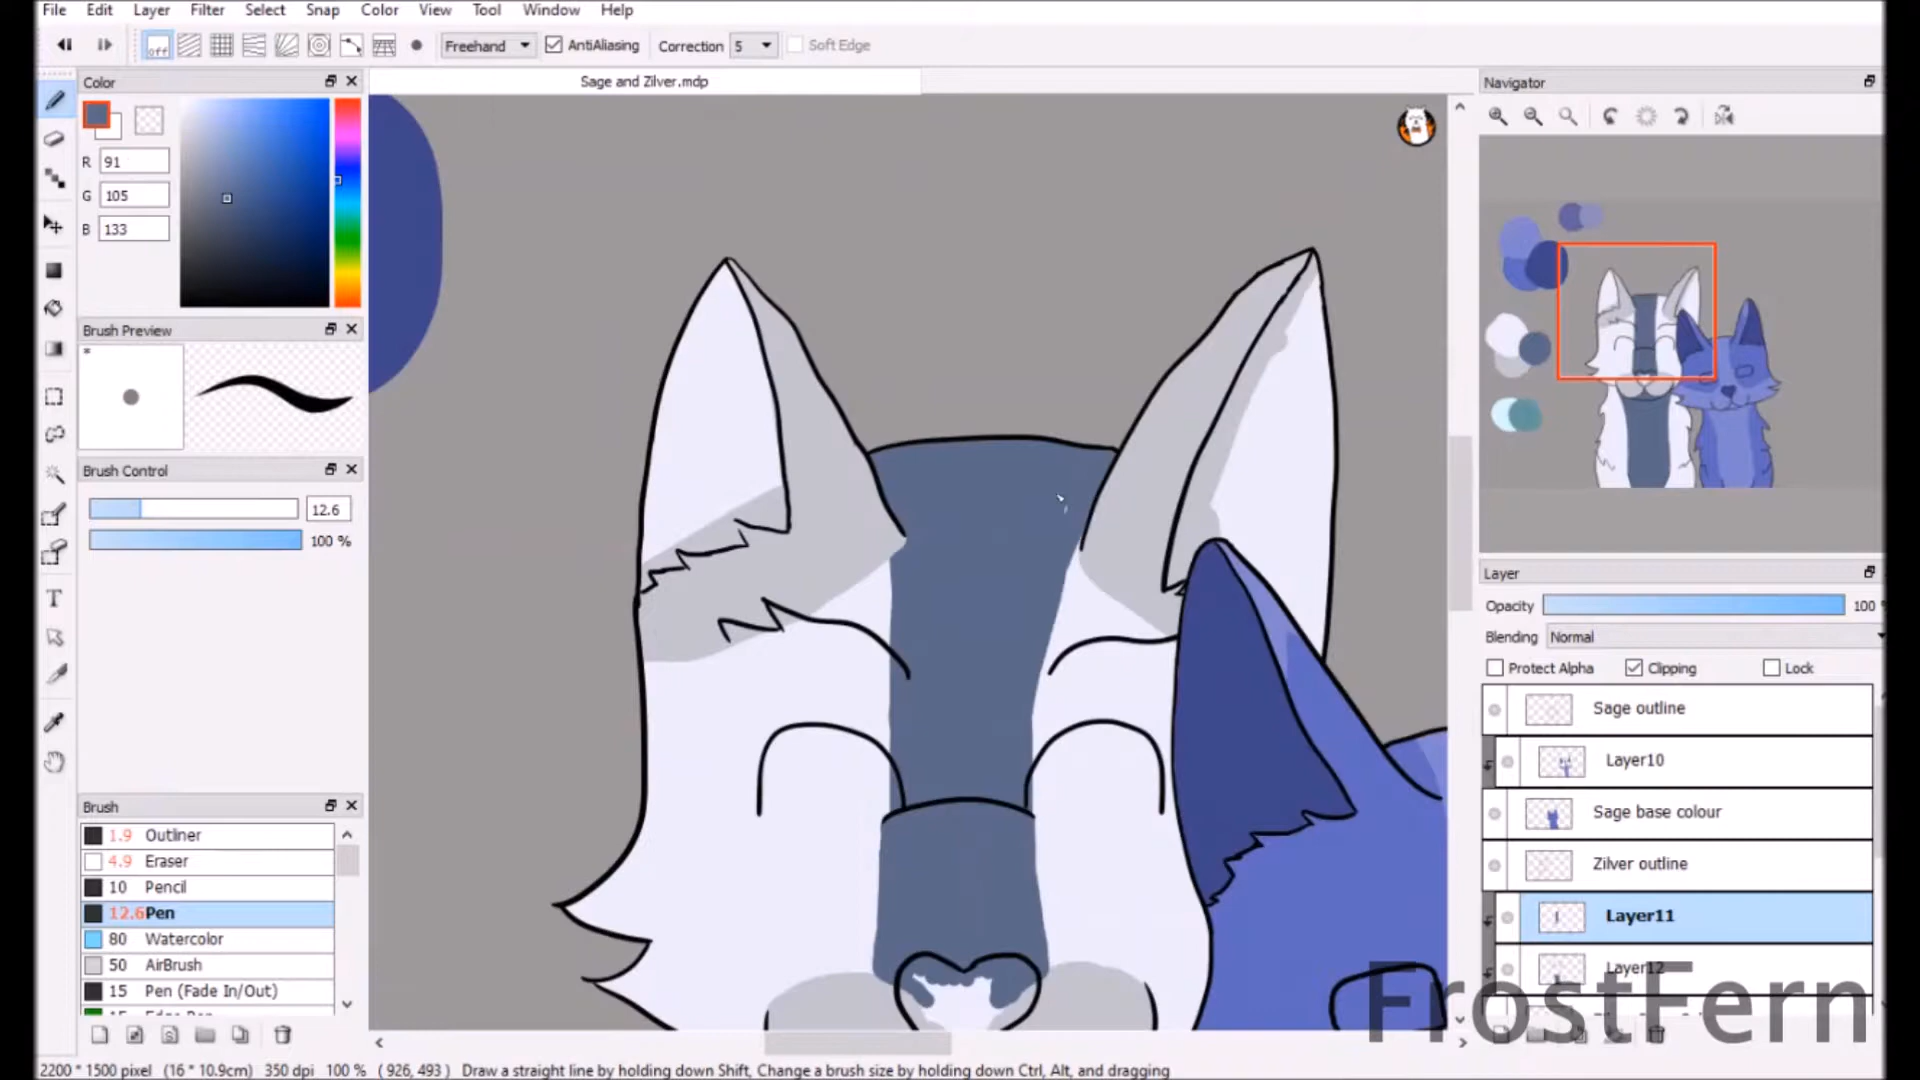 File Edit Layer Filter Select Snap Color View Tool Window Help
off Freehand AntiAliasing Correction 5 Soft Edge
Color
R 91
G 105
B 133
Brush Preview
*
Brush Control
12.6
100 %
Brush
1.9 Outliner
4.9 Eraser
10 Pencil
12.6 Pen
80 Watercolor
50 AirBrush
15 Pen (Fade In/Out)
Sage and Zilver.mdp
Navigator
Layer
Opacity 100
Blending Normal
Protect Alpha Clipping Lock
Sage outline
Layer10
Sage base colour
Zilver outline
Layer11
Layer12
FrostFern
2200 * 1500 pixel (16 * 10.9cm) 350 dpi 100 % ( 926, 493 ) Draw a straight line by holding down Shift, Change a brush size by holding down Ctrl, Alt, and dragging